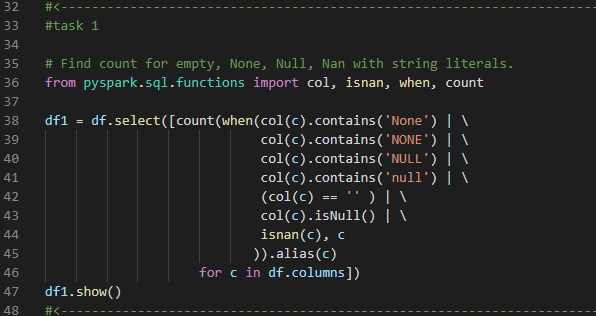 32 #<------------------------------------------------------------------------
33 #task 1
34
35 # Find count for empty, None, Null, Nan with string literals.
36 from pyspark.sql.functions import col, isnan, when, count
37
38 df1 = df.select([count(when(col(c).contains('None') | \
39 col(c).contains('NONE') | \
40 col(c).contains('NULL') | \
41 col(c).contains('null') | \
42 (col(c) == '' ) | \
43 col(c).isNull() | \
44 isnan(c), c
45 )).alias(c)
46 for c in df.columns])
47 df1.show()
48 #<------------------------------------------------------------------------